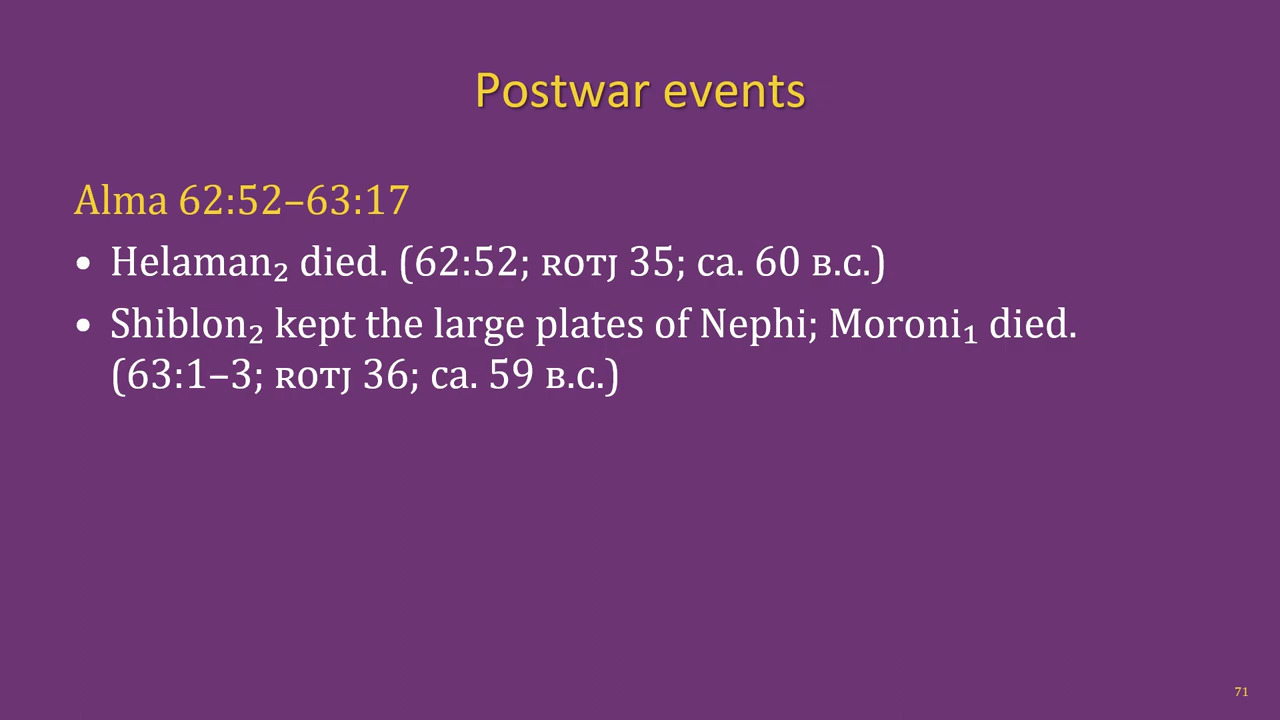 Postwar events
Alma 62:52–63:17
• Helaman₂ died. (62:52; ROTJ 35; ca. 60 B.C.)
• Shiblon₂ kept the large plates of Nephi; Moroni₁ died.
(63:1–3; ROTJ 36; ca. 59 B.C.)
71